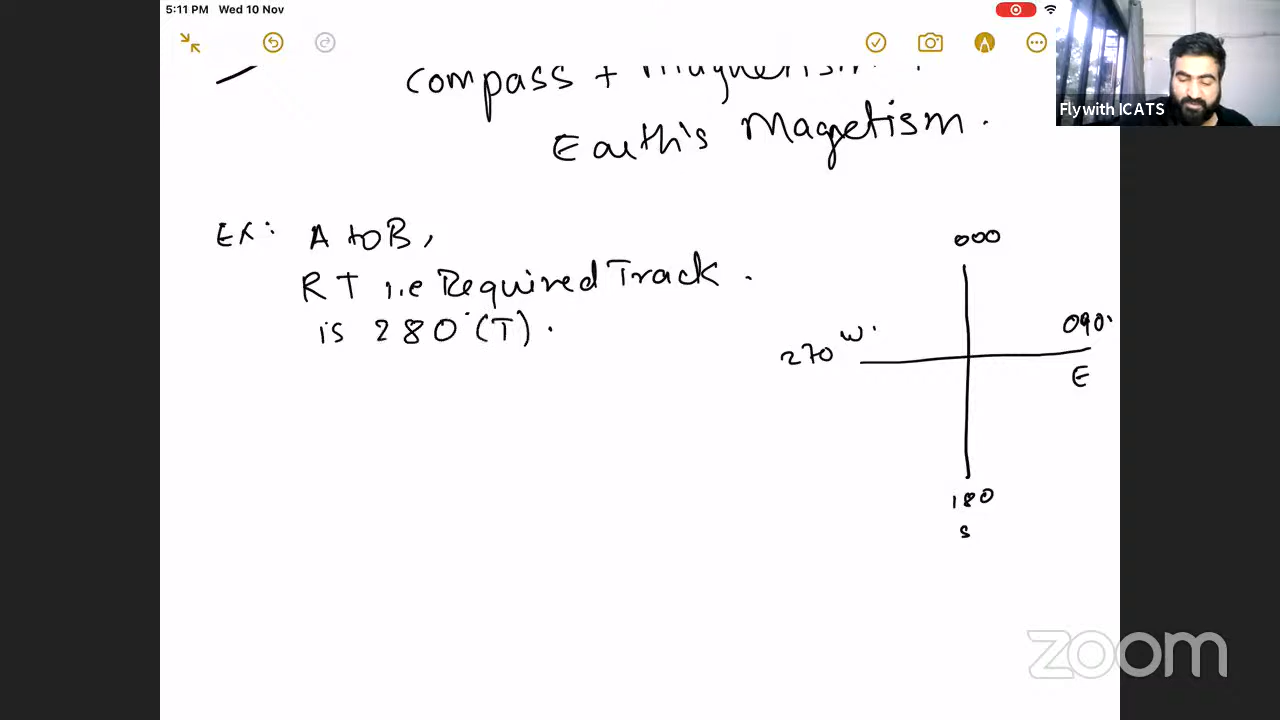 5:11 PM Wed 10 Nov
Compass + Magnetism.
Earth's Magetism.
Flywith ICATS
Ex: A to B,
RT i.e Required Track.
is 280°(T).
000
090°
E
270 W.
180
S
zoom